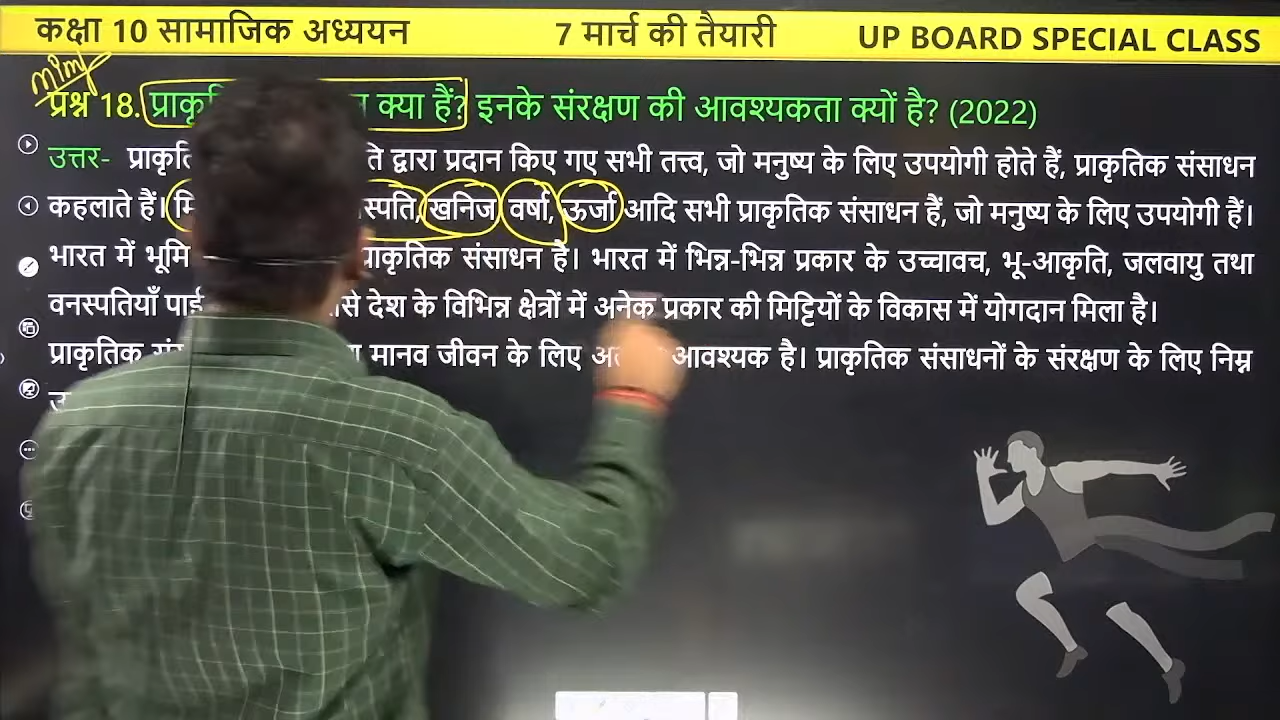 कक्षा 10 सामाजिक अध्ययन 7 मार्च की तैयारी UP BOARD SPECIAL CLASS
प्रश्न 18. क्या हैं? इनके संरक्षण की आवश्यकता क्यों है? (2022)
उत्तर- द्वारा प्रदान किए गए सभी तत्त्व, जो मनुष्य के लिए उपयोगी होते हैं, प्राकृतिक संसाधन
कहलाते हैं। खनिज, वर्षा, ऊर्जा आदि सभी प्राकृतिक संसाधन हैं, जो मनुष्य के लिए उपयोगी हैं।
भारत में संसाधन है। भारत में भिन्न-भिन्न प्रकार के उच्चावच, भू-आकृति, जलवायु तथा
वनस्पतियाँ देश के विभिन्न क्षेत्रों में अनेक प्रकार की मिट्टियों के विकास में योगदान मिला है।
मानव जीवन के लिए आवश्यक है। प्राकृतिक संसाधनों के संरक्षण के लिए निम्न